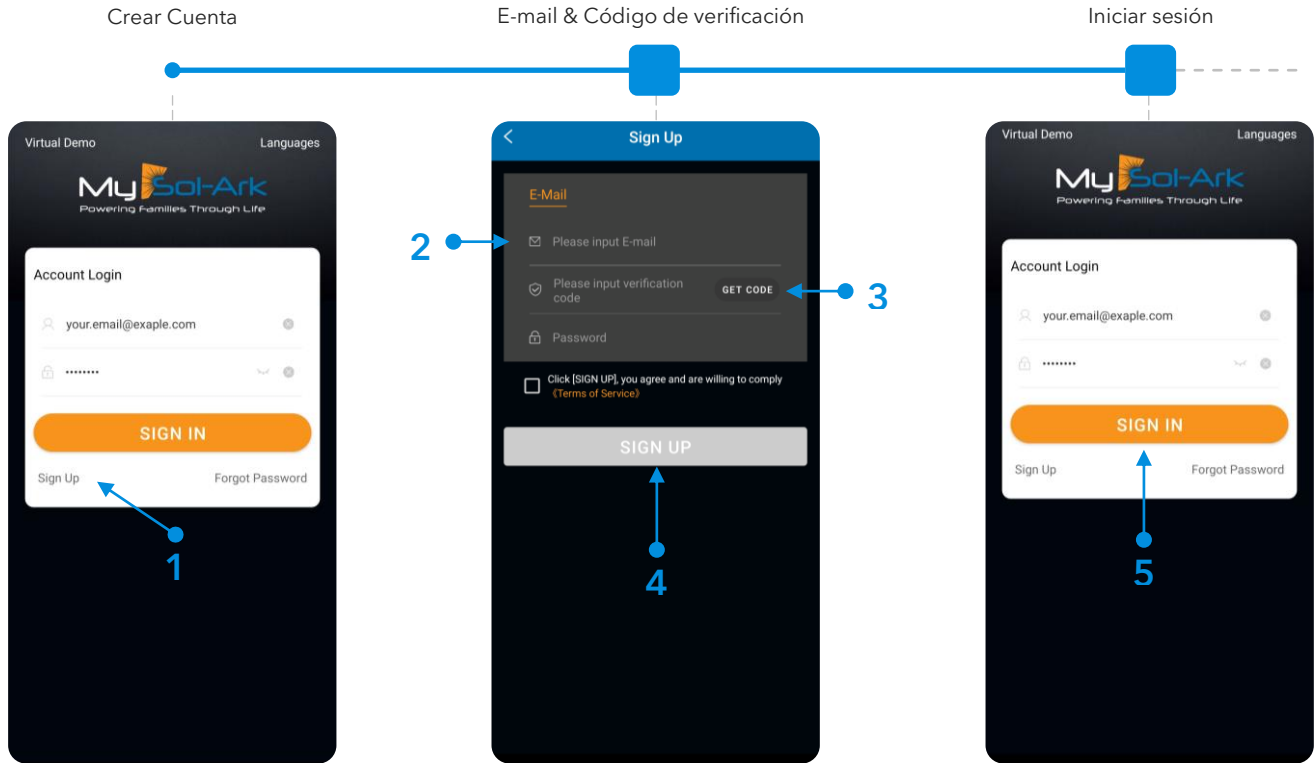 Crear Cuenta
E-mail & Código de verificación
Iniciar sesión
Virtual Demo
Languages
My Sol-Ark
Powering Families Through Life
Account Login
your.email@exaple.com
••••••••
SIGN IN
Sign Up
Forgot Password
1
Sign Up
E-Mail
2
Please input E-mail
Please input verification
code
GET CODE
3
Password
Click [SIGN UP], you agree and are willing to comply
《Terms of Service》
SIGN UP
4
Virtual Demo
Languages
My Sol-Ark
Powering Families Through Life
Account Login
your.email@exaple.com
••••••••
SIGN IN
Sign Up
Forgot Password
5